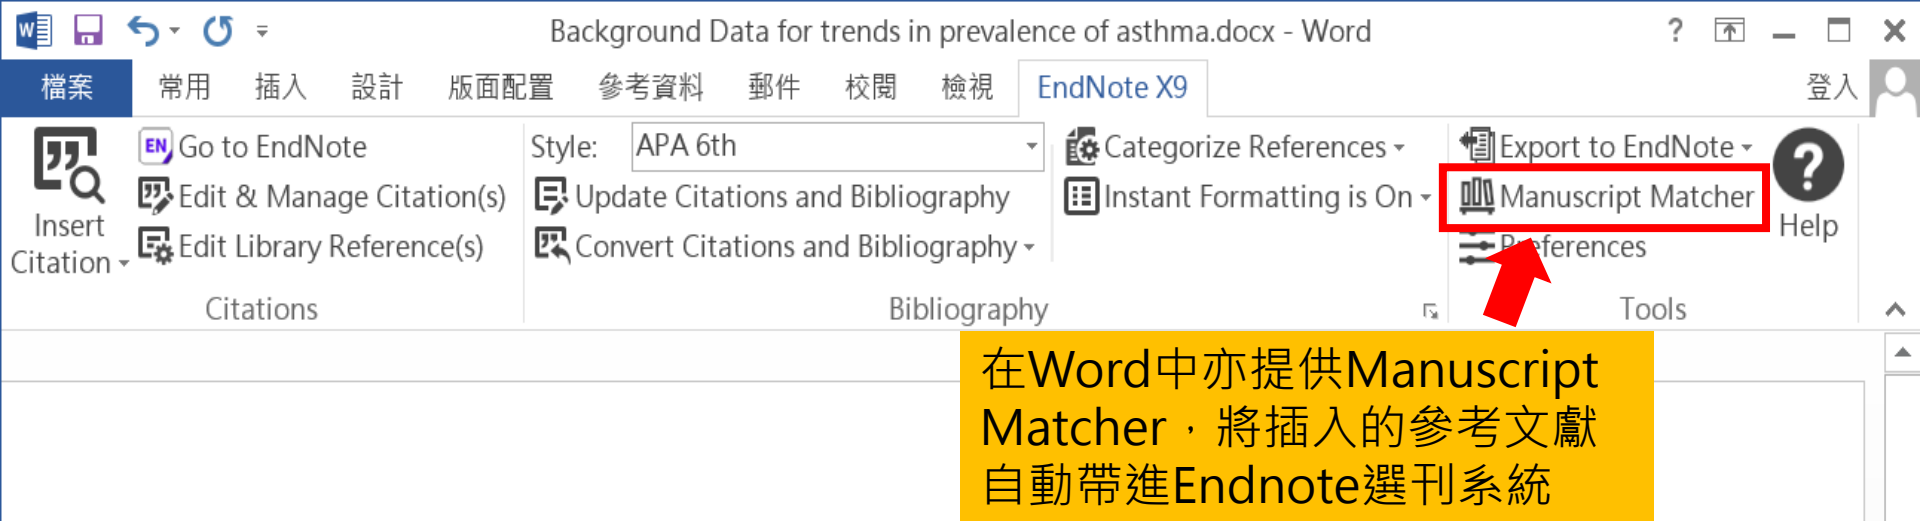 Background Data for trends in prevalence of asthma.docx - Word
檔案 常用 插入 設計 版面配置 參考資料 郵件 校閱 檢視 EndNote X9 登入
Insert
Citation
Go to EndNote
Edit & Manage Citation(s)
Edit Library Reference(s)
Citations
Style: APA 6th
Update Citations and Bibliography
Convert Citations and Bibliography
Categorize References
Instant Formatting is On
Bibliography
Export to EndNote
Manuscript Matcher
Preferences
Help
Tools
在Word中亦提供Manuscript
Matcher，將插入的參考文獻
自動帶進Endnote選刊系統